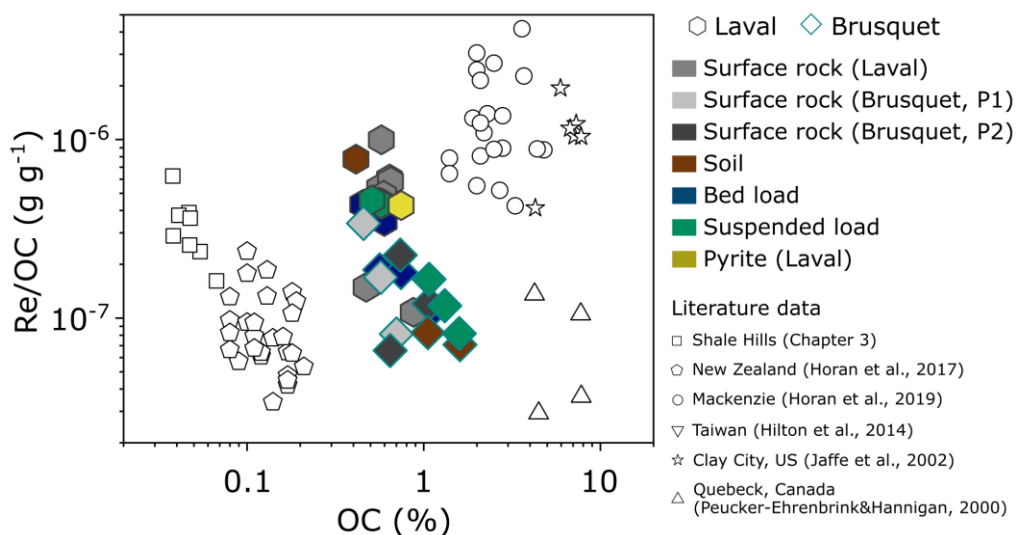 Laval
Brusquet
Surface rock (Laval)
Surface rock (Brusquet, P1)
Surface rock (Brusquet, P2)
Soil
Bed load
Suspended load
Pyrite (Laval)
Literature data
Shale Hills (Chapter 3)
New Zealand (Horan et al., 2017)
Mackenzie (Horan et al., 2019)
Taiwan (Hilton et al., 2014)
Clay City, US (Jaffe et al., 2002)
Quebeck, Canada
(Peucker-Ehrenbrink&Hannigan, 2000)
Re/OC (g g⁻¹)
10⁻⁶
10⁻⁷
0.1
1
10
OC (%)